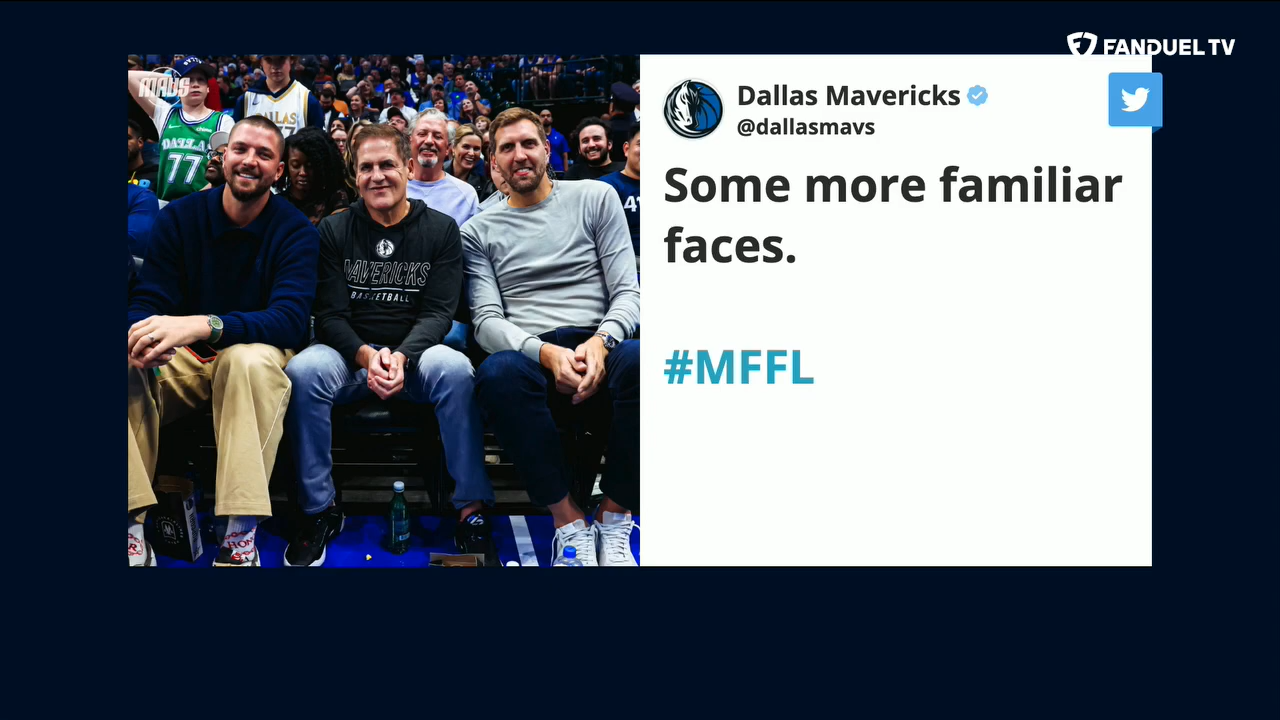 FANDUEL TV
MAVS
Dallas Mavericks
@dallasmavs
Some more familiar
faces.
#MFFL
DALLAS
77
MAVERICKS
BASKETBALL